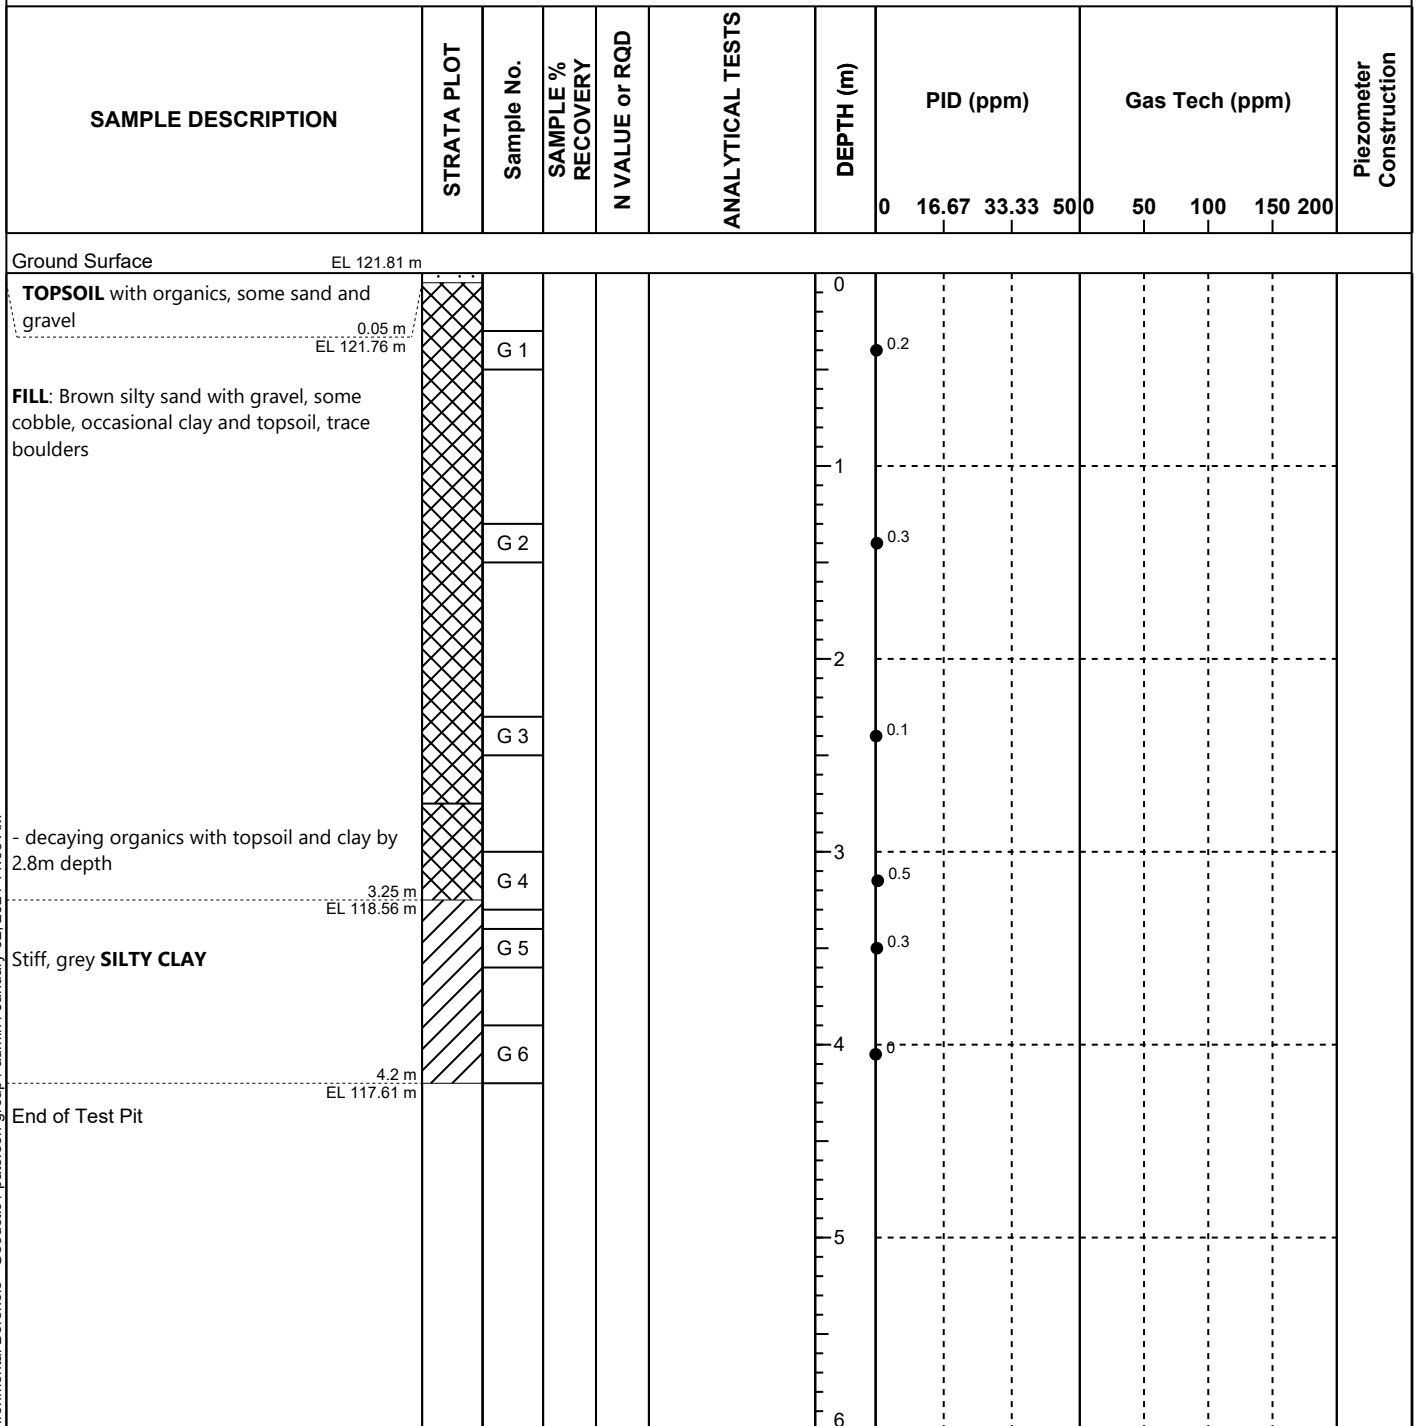 SAMPLE DESCRIPTION
STRATA PLOT
Sample No.
SAMPLE %
RECOVERY
N VALUE or RQD
ANALYTICAL TESTS
DEPTH (m)
PID (ppm)
0 16.67 33.33 50
Gas Tech (ppm)
0 50 100 150 200
Piezometer
Construction
Ground Surface EL 121.81 m
TOPSOIL with organics, some sand and
gravel
0.05 m
EL 121.76 m
G 1
0
0.2
FILL: Brown silty sand with gravel, some
cobble, occasional clay and topsoil, trace
boulders
1
G 2
0.3
2
G 3
0.1
- decaying organics with topsoil and clay by
2.8m depth
3
G 4
0.5
3.25 m
EL 118.56 m
G 5
0.3
Stiff, grey SILTY CLAY
4
G 6
0
4.2 m
EL 117.61 m
End of Test Pit
5
6